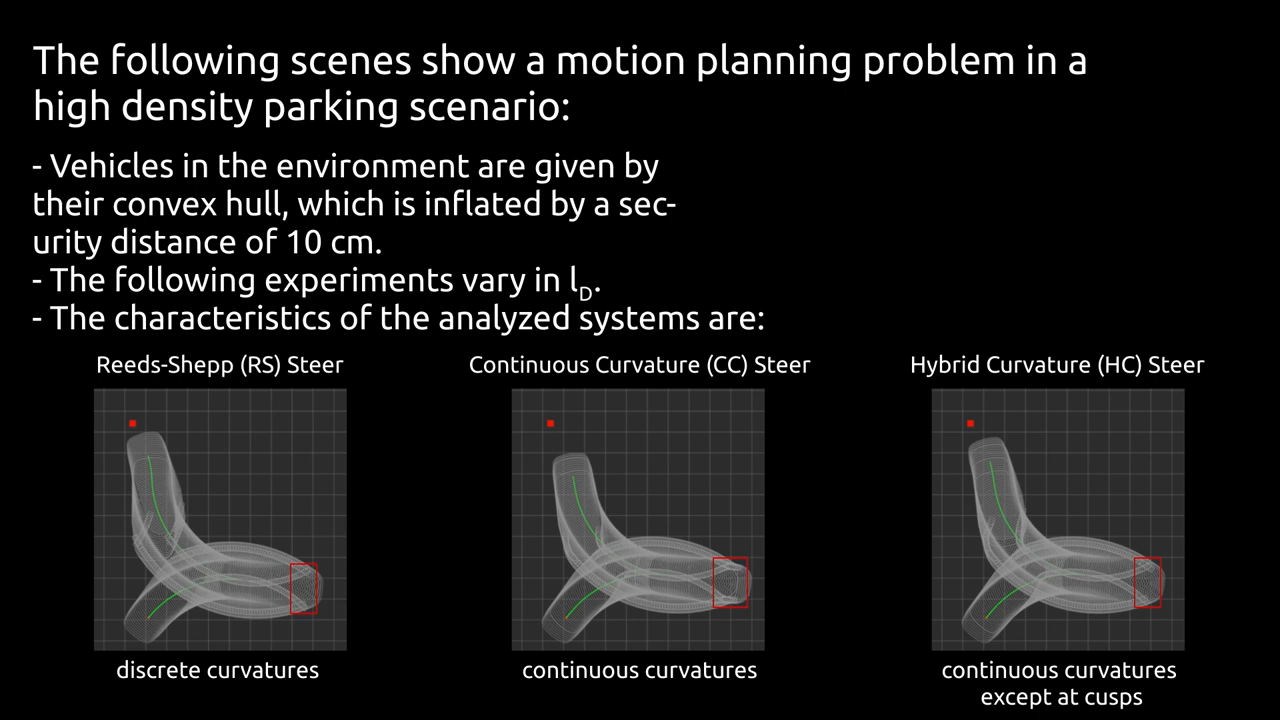 The following scenes show a motion planning problem in a
high density parking scenario:
- Vehicles in the environment are given by
their convex hull, which is inflated by a sec-
urity distance of 10 cm.
- The following experiments vary in l_D.
- The characteristics of the analyzed systems are:
Reeds-Shepp (RS) Steer
Continuous Curvature (CC) Steer
Hybrid Curvature (HC) Steer
discrete curvatures
continuous curvatures
continuous curvatures
except at cusps